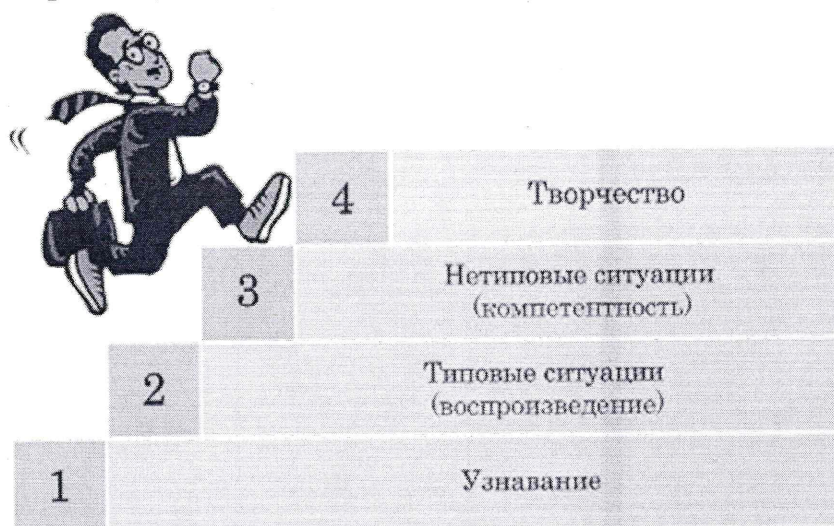 «
4
Творчество
3
Нетиповые ситуации
(компетентность)
2
Типовые ситуации
(воспроизведение)
1
Узнавание